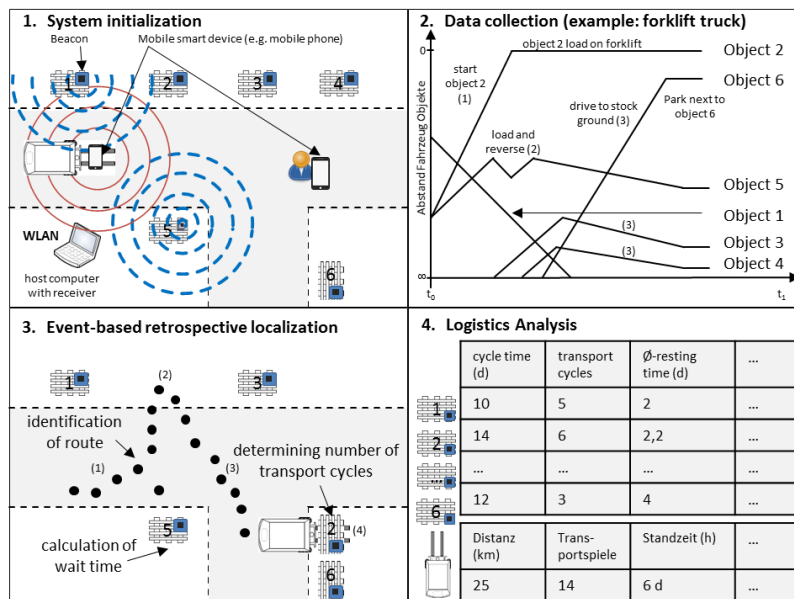 1. System initialization
Beacon
Mobile smart device (e.g. mobile phone)
1
2
3
4
5
6
WLAN
host computer
with receiver
2. Data collection (example: forklift truck)
Abstand Fahrzeug Objekte
0
∞
t₀
t₁
object 2 load on forklift
start
object 2
(1)
load and
reverse (2)
drive to stock
ground (3)
Park next to
object 6
(3)
(3)
Object 2
Object 6
Object 5
Object 1
Object 3
Object 4
3. Event-based retrospective localization
1
(2)
3
identification
of route
(1)
(3)
determining number of
transport cycles
5
2
(4)
6
calculation of
wait time
4. Logistics Analysis
cycle time
(d)
transport
cycles
Ø-resting
time (d)
...
1
10
5
2
...
2
14
6
2,2
...
...
...
...
...
...
6
12
3
4
...
Distanz
(km)
Trans-
portspiele
Standzeit (h)
...
25
14
6 d
...